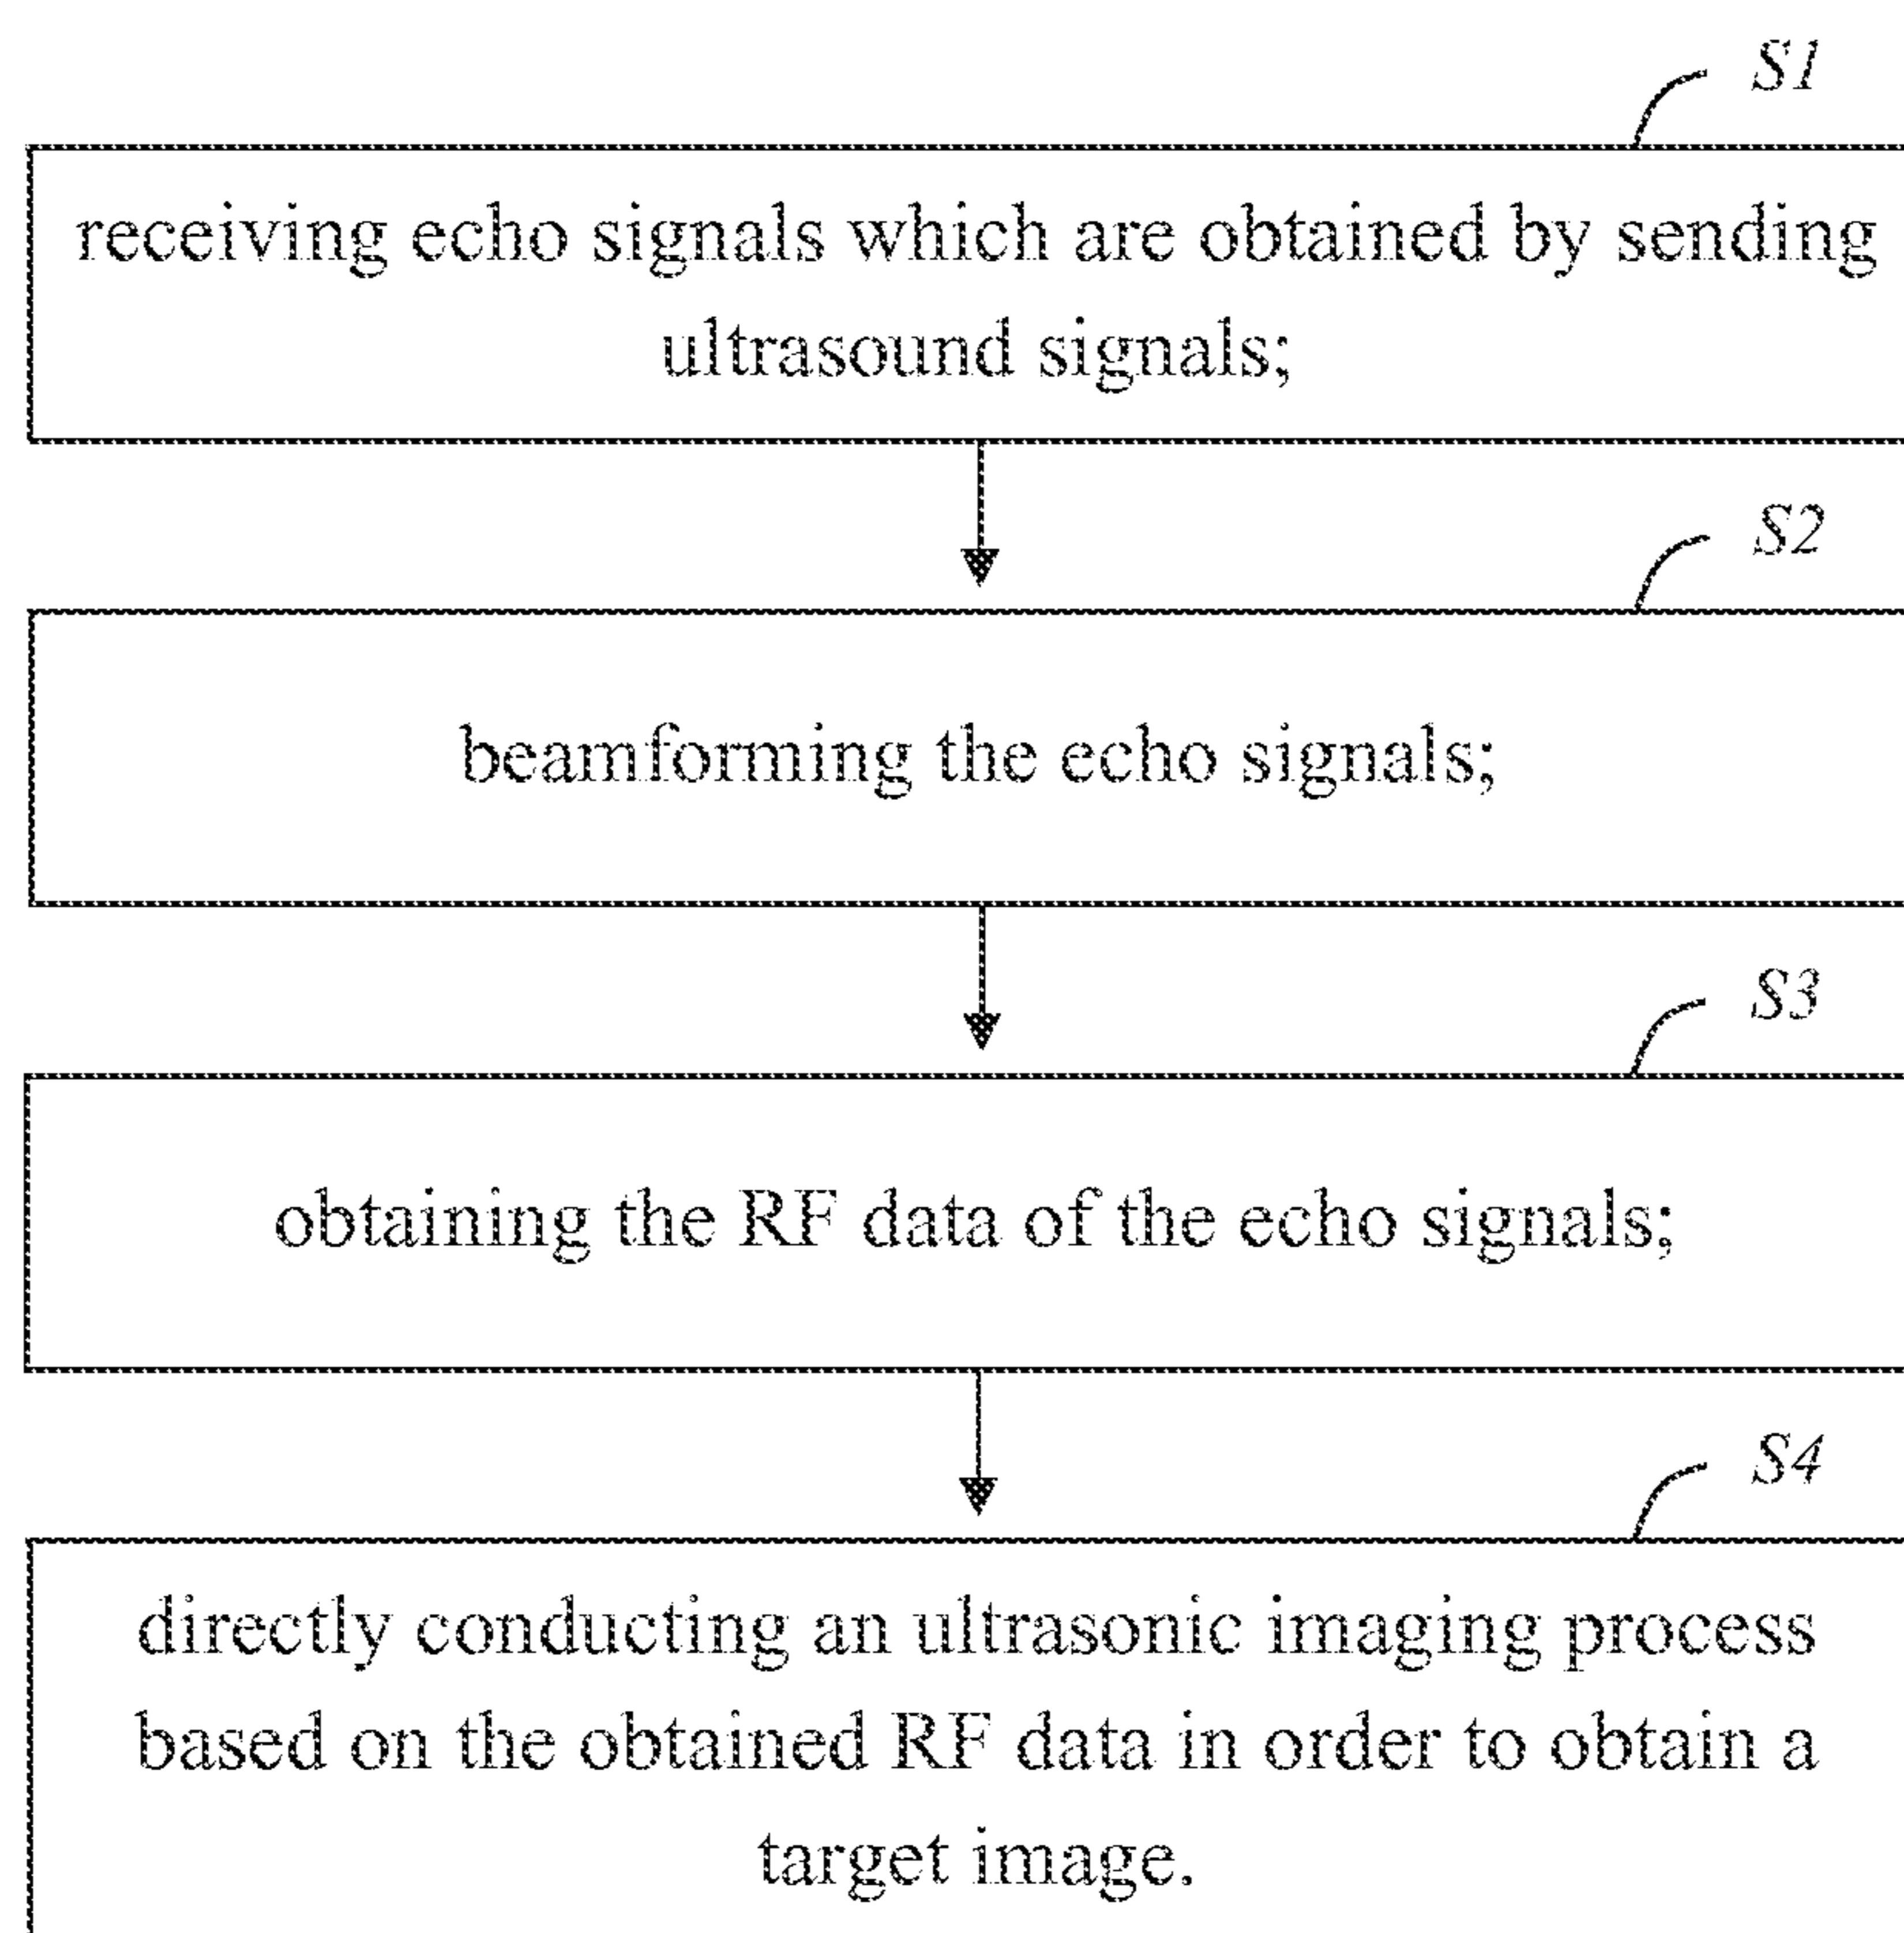 S1
receiving echo signals which are obtained by sending
ultrasound signals;
S2
beamforming the echo signals;
S3
obtaining the RF data of the echo signals;
S4
directly conducting an ultrasonic imaging process
based on the obtained RF data in order to obtain a
target image.